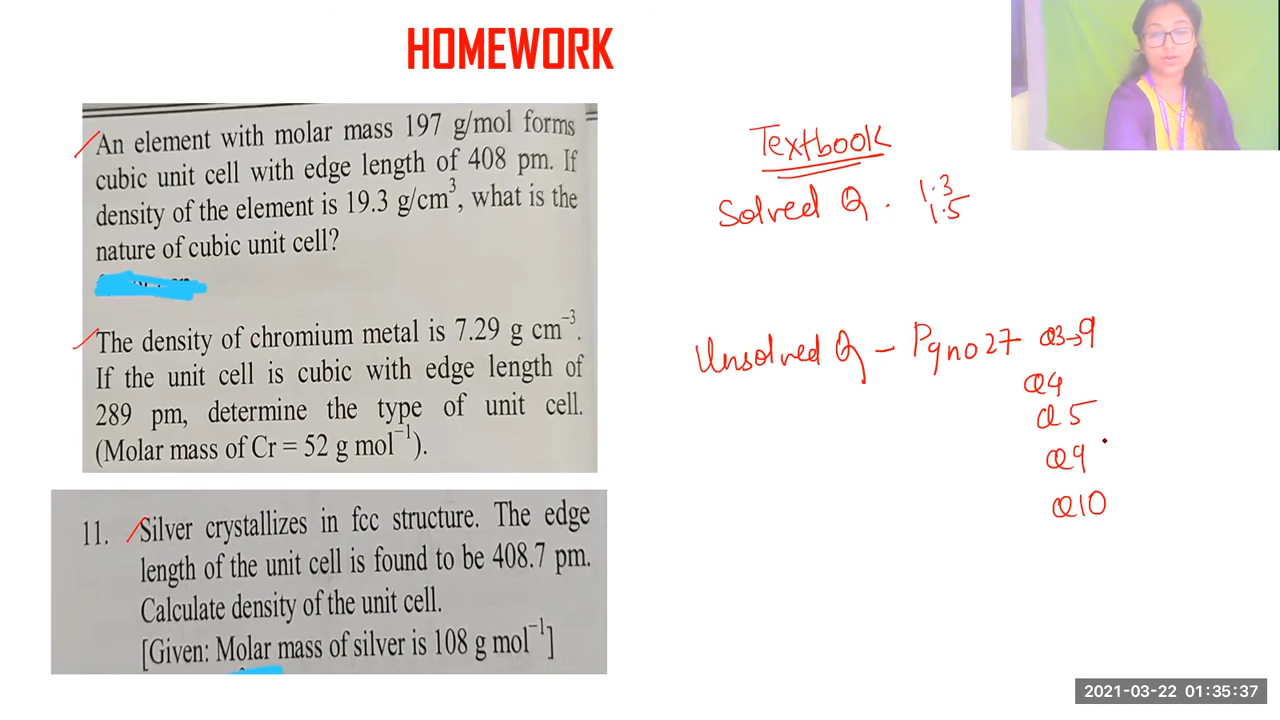 HOMEWORK
An element with molar mass 197 g/mol forms
cubic unit cell with edge length of 408 pm. If
density of the element is 19.3 g/cm³, what is the
nature of cubic unit cell?
The density of chromium metal is 7.29 g cm⁻³.
If the unit cell is cubic with edge length of
289 pm, determine the type of unit cell.
(Molar mass of Cr = 52 g mol⁻¹).
11. Silver crystallizes in fcc structure. The edge
length of the unit cell is found to be 408.7 pm.
Calculate density of the unit cell.
[Given: Molar mass of silver is 108 g mol⁻¹]
Textbook
Solved Q. 1.3
1.5
Unsolved Q – Pg no 27 Q3→9
Q4
Q5
Q9
Q10
2021-03-22 01:35:37